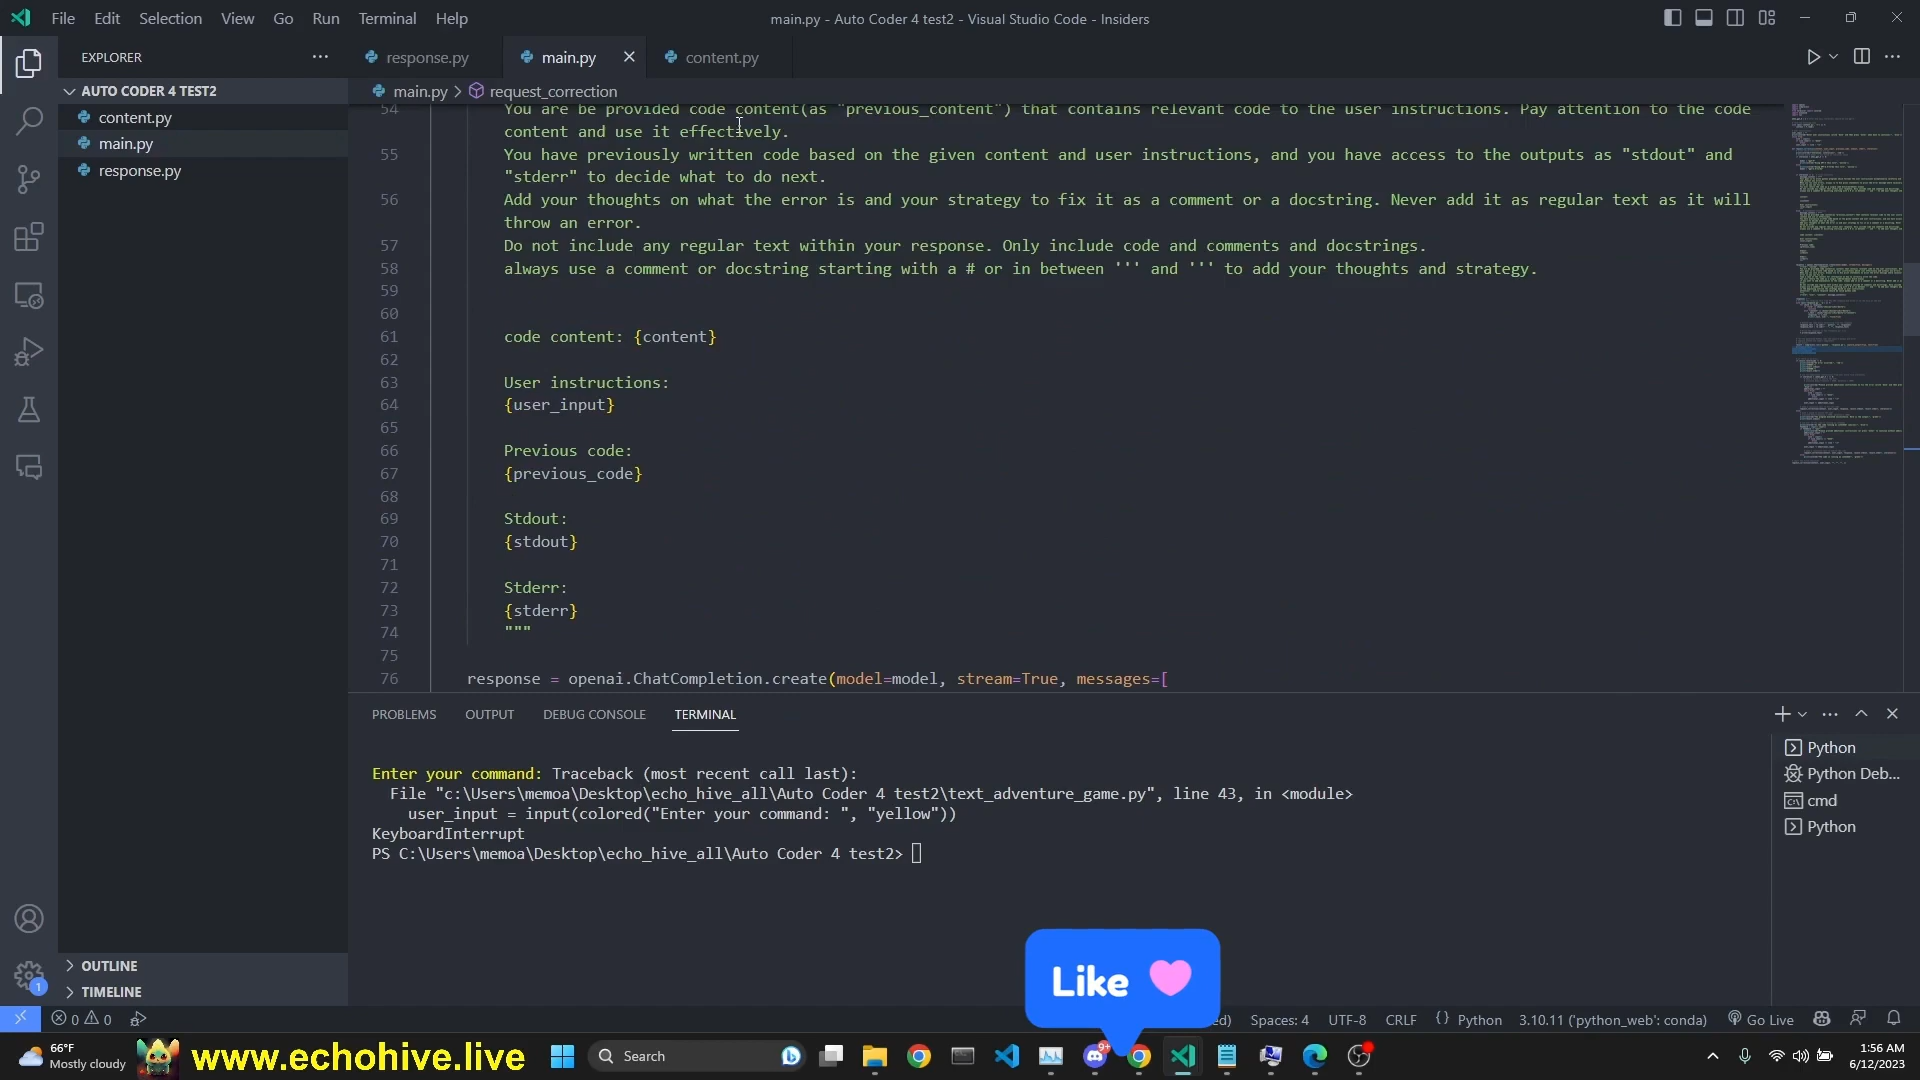 File Edit Selection View Go Run Terminal Help
main.py - Auto Coder 4 test2 - Visual Studio Code - Insiders
EXPLORER
response.py
main.py
content.py
AUTO CODER 4 TEST2
main.py > request_correction
content.py
main.py
response.py
54 You are be provided code content(as "previous_content") that contains relevant code to the user instructions. Pay attention to the code
content and use it effectively.
55 You have previously written code based on the given content and user instructions, and you have access to the outputs as "stdout" and
"stderr" to decide what to do next.
56 Add your thoughts on what the error is and your strategy to fix it as a comment or a docstring. Never add it as regular text as it will
throw an error.
57 Do not include any regular text within your response. Only include code and comments and docstrings.
58 always use a comment or docstring starting with a # or in between ''' and ''' to add your thoughts and strategy.
59
60
61 code content: {content}
62
63 User instructions:
64 {user_input}
65
66 Previous code:
67 {previous_code}
68
69 Stdout:
70 {stdout}
71
72 Stderr:
73 {stderr}
74 """
75
76 response = openai.ChatCompletion.create(model=model, stream=True, messages=[
PROBLEMS OUTPUT DEBUG CONSOLE TERMINAL
Enter your command: Traceback (most recent call last):
File "c:\Users\memoa\Desktop\echo_hive_all\Auto Coder 4 test2\text_adventure_game.py", line 43, in <module>
user_input = input(colored("Enter your command: ", "yellow"))
KeyboardInterrupt
PS C:\Users\memoa\Desktop\echo_hive_all\Auto Coder 4 test2>
Python
Python Deb...
cmd
Python
OUTLINE
TIMELINE
Like
1
0 0
ed) Spaces: 4 UTF-8 CRLF {} Python 3.10.11 ('python_web': conda) Go Live
66°F
Mostly cloudy
www.echohive.live
Search
9+
1:56 AM
6/12/2023